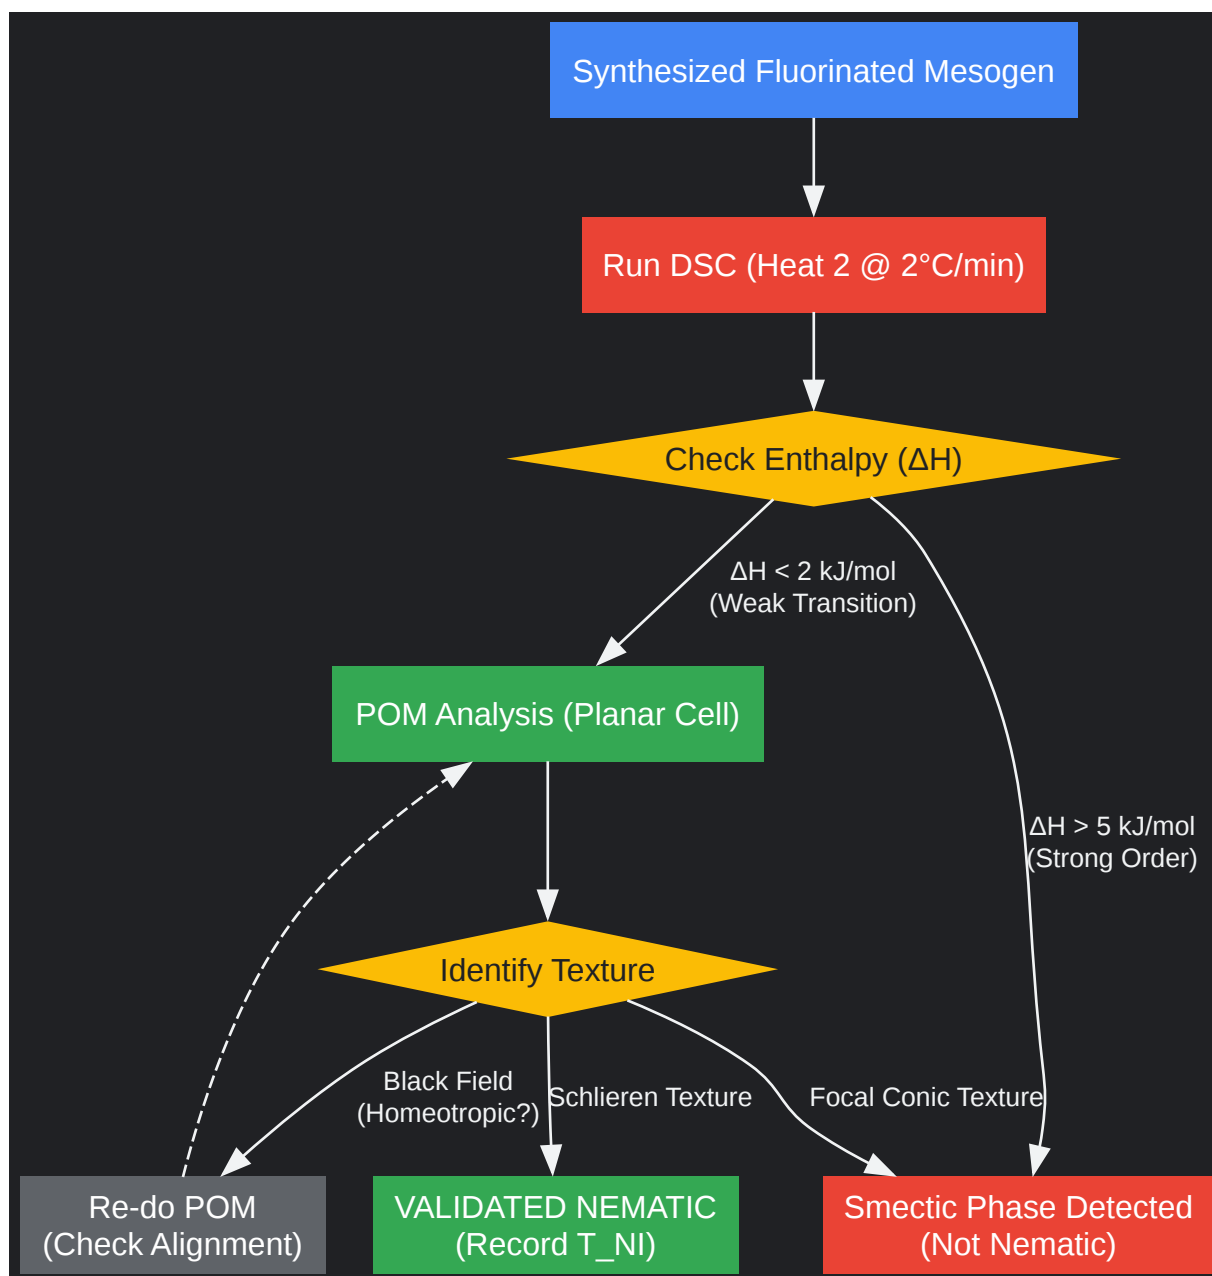 Synthesized Fluorinated Mesogen
Run DSC (Heat 2 @ 2°C/min)
Check Enthalpy (ΔH)
ΔH < 2 kJ/mol
(Weak Transition)
POM Analysis (Planar Cell)
ΔH > 5 kJ/mol
(Strong Order)
Identify Texture
Black Field
(Homeotropic?)
Schlieren Texture
Focal Conic Texture
Re-do POM
(Check Alignment)
VALIDATED NEMATIC
(Record T_NI)
Smectic Phase Detected
(Not Nematic)